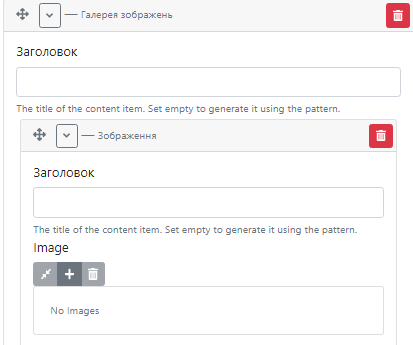 — Галерея зображень
Заголовок
The title of the content item. Set empty to generate it using the pattern.
— Зображення
Заголовок
The title of the content item. Set empty to generate it using the pattern.
Image
No Images